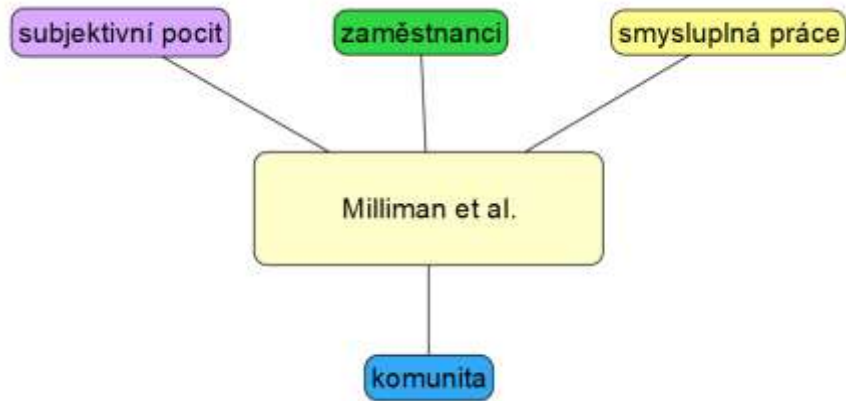 subjektivní pocit
zaměstnanci
smysluplná práce
Milliman et al.
komunita